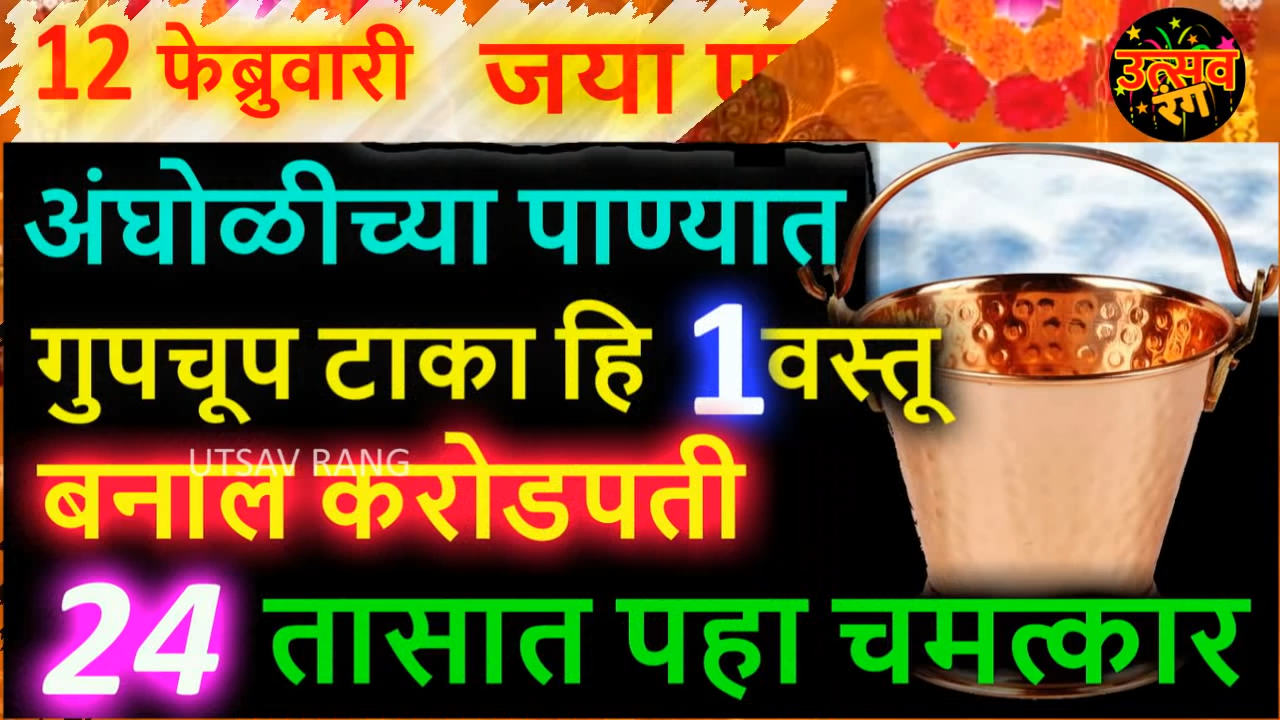 12 फेब्रुवारी जया
उत्सव
रंग
अंघोळीच्या पाण्यात
गुपचूप टाका हि 1 वस्तू
UTSAV RANG
बनाल करोडपती
24 तासात पहा चमत्कार